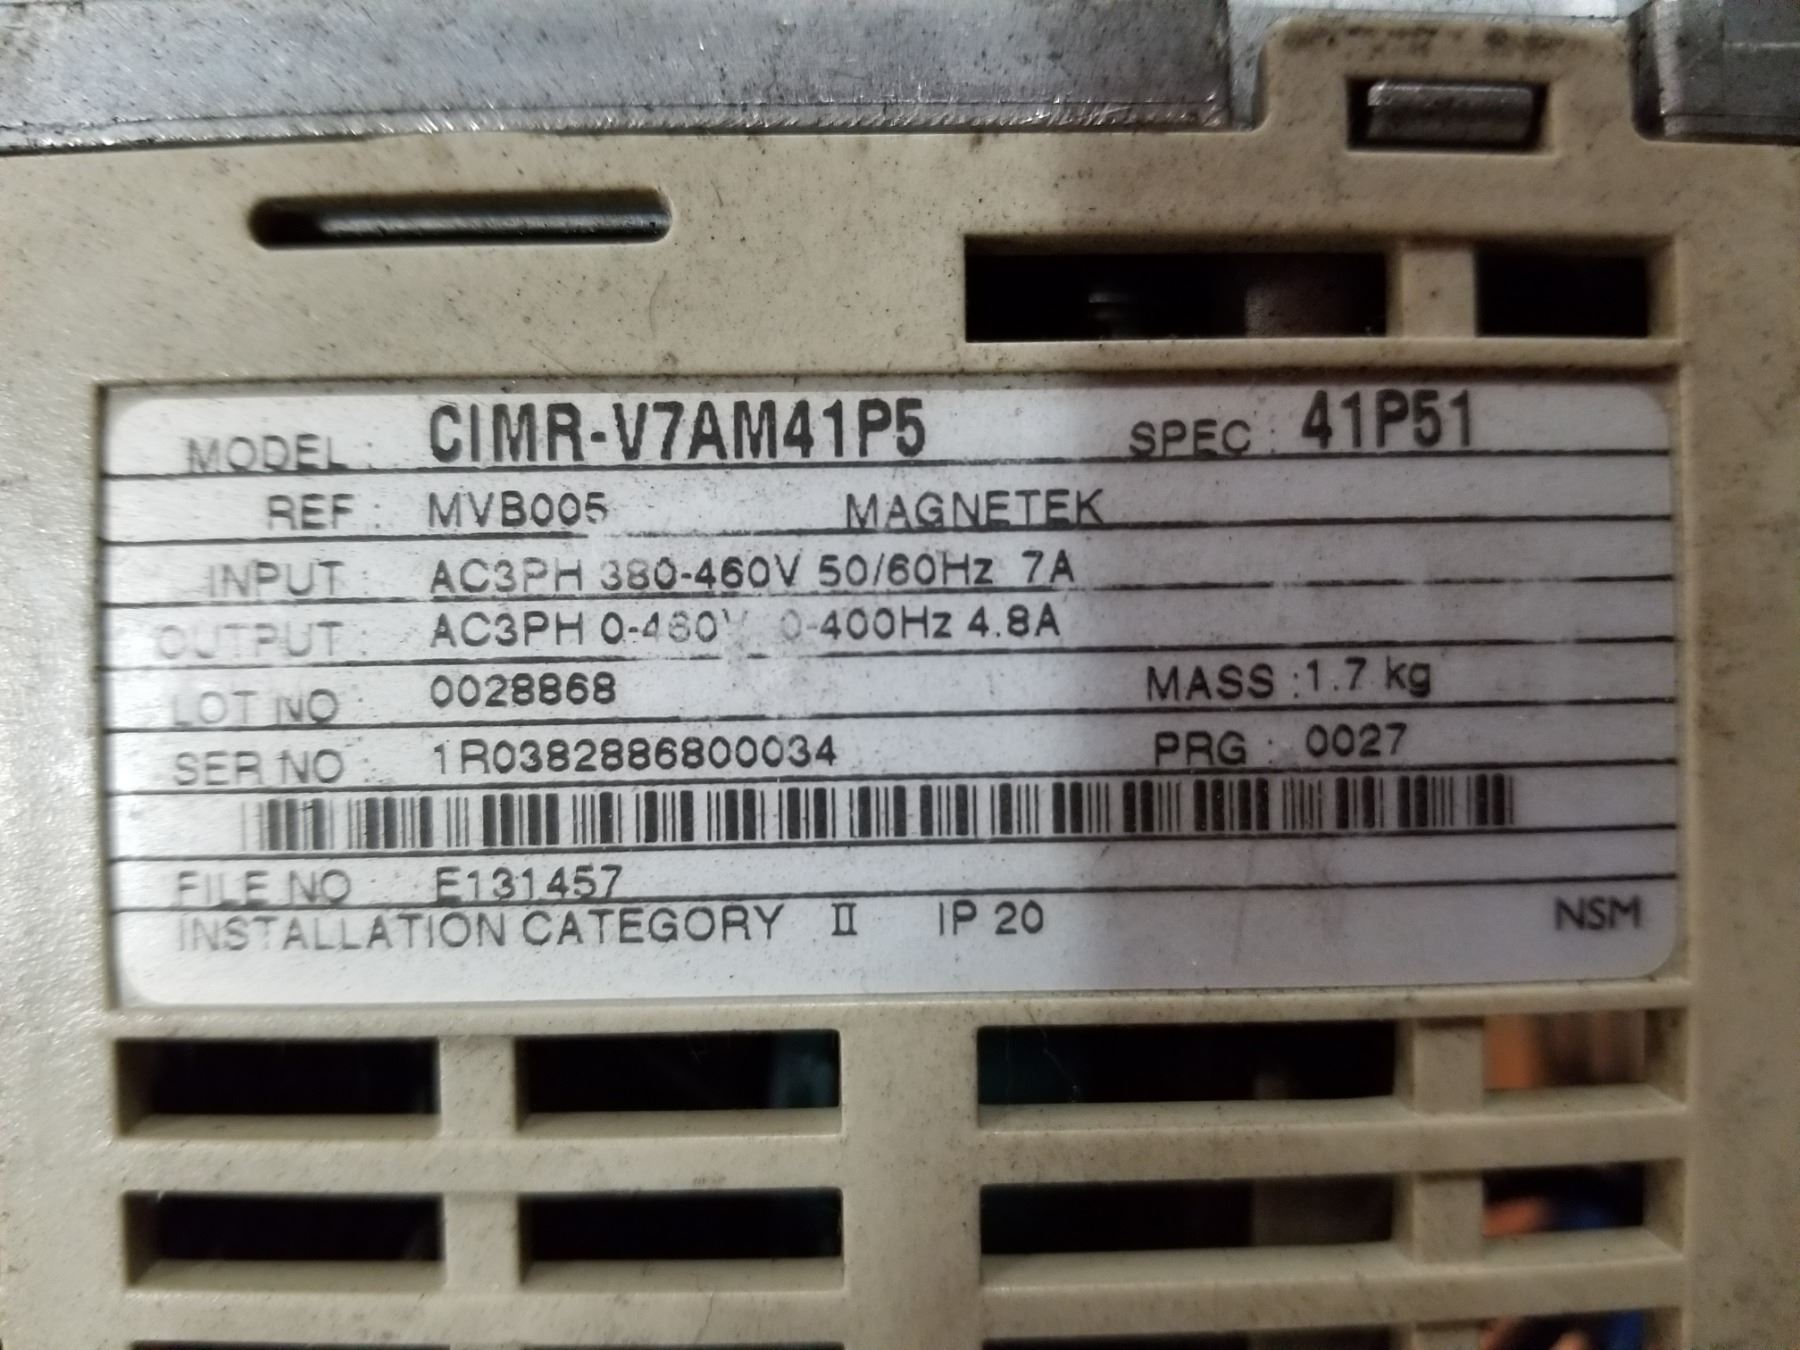 MODEL : CIMR-V7AM41P5 SPEC : 41P51
REF : MVB005 MAGNETEK
INPUT : AC3PH 380-460V 50/60Hz 7A
OUTPUT : AC3PH 0-460V 0-400Hz 4.8A
LOT NO : 0028868 MASS : 1.7 kg
SER NO : 1R0382886800034 PRG : 0027
FILE NO : E131457
INSTALLATION CATEGORY II IP 20 NSM